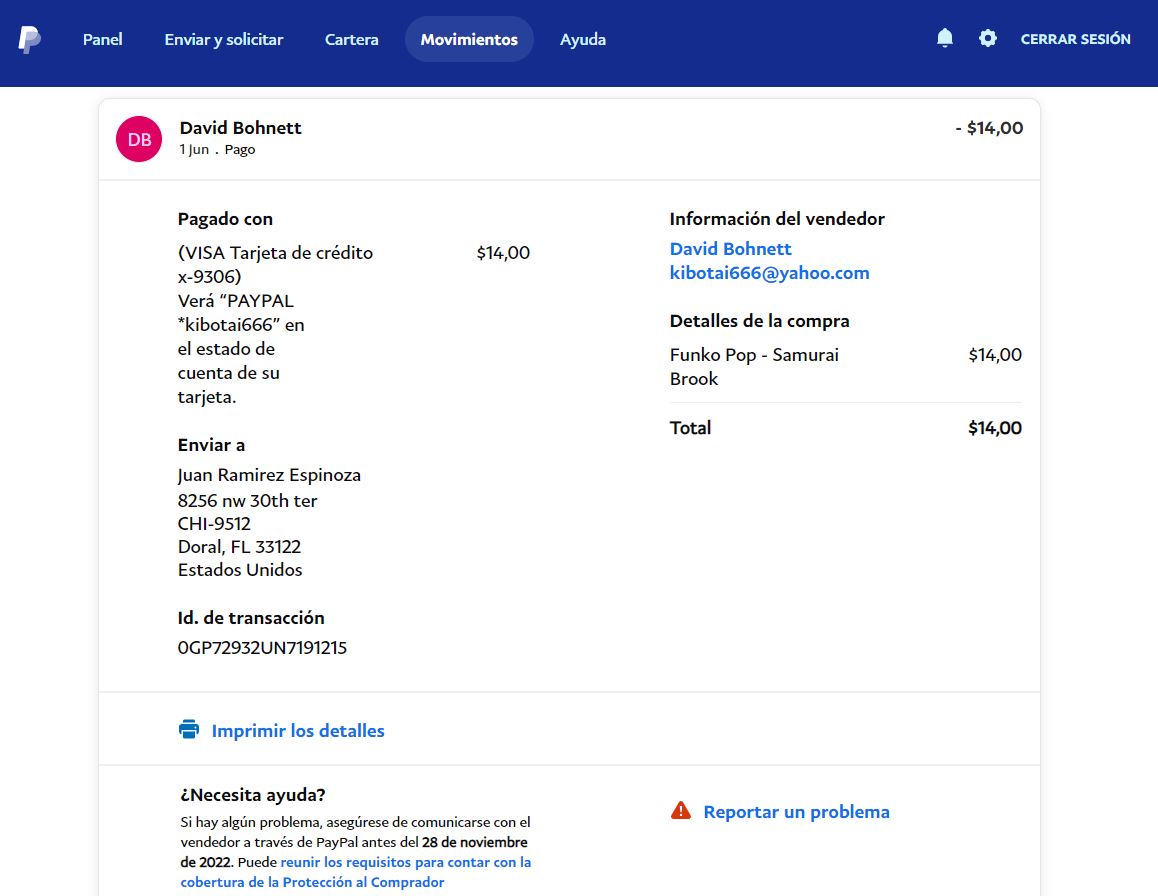 Panel
Enviar y solicitar
Cartera
Movimientos
Ayuda
CERRAR SESIÓN
DB
David Bohnett
- $14,00
1 Jun . Pago
Pagado con
(VISA Tarjeta de crédito
x-9306)
$14,00
Verá “PAYPAL
*kibotai666” en
el estado de
cuenta de su
tarjeta.
Enviar a
Juan Ramirez Espinoza
8256 nw 30th ter
CHI-9512
Doral, FL 33122
Estados Unidos
Id. de transacción
0GP72932UN7191215
Información del vendedor
David Bohnett
kibotai666@yahoo.com
Detalles de la compra
Funko Pop - Samurai
Brook
$14,00
Total
$14,00
Imprimir los detalles
¿Necesita ayuda?
Si hay algún problema, asegúrese de comunicarse con el
vendedor a través de PayPal antes del 28 de noviembre
de 2022. Puede reunir los requisitos para contar con la
cobertura de la Protección al Comprador
Reportar un problema